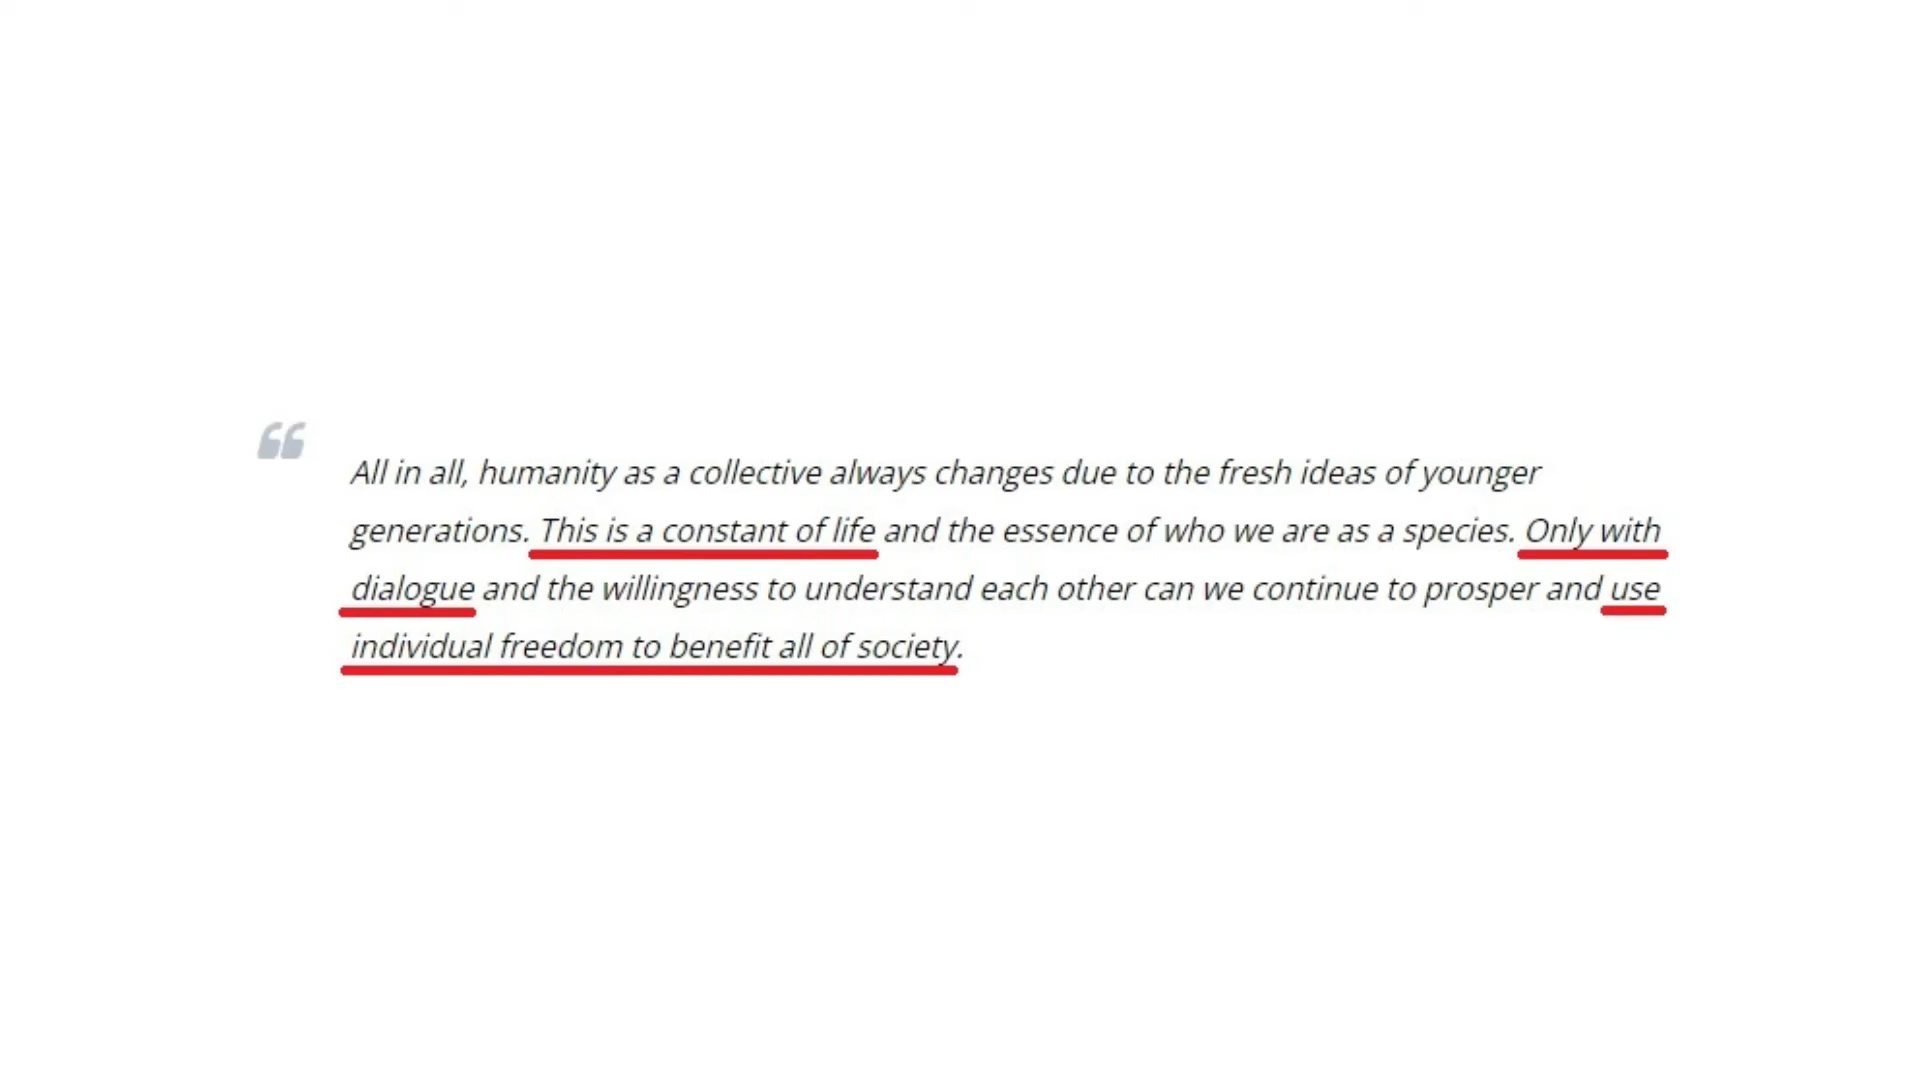 “
All in all, humanity as a collective always changes due to the fresh ideas of younger
generations. This is a constant of life and the essence of who we are as a species. Only with
dialogue and the willingness to understand each other can we continue to prosper and use
individual freedom to benefit all of society.